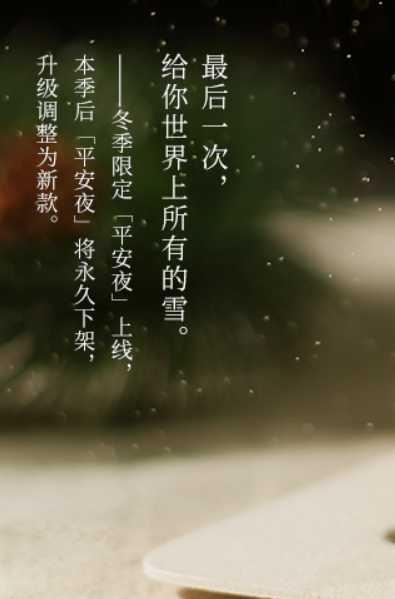 最后一次，
给你世界上所有的雪。
——冬季限定「平安夜」上线，
本季后「平安夜」将永久下架，
升级调整为新款。